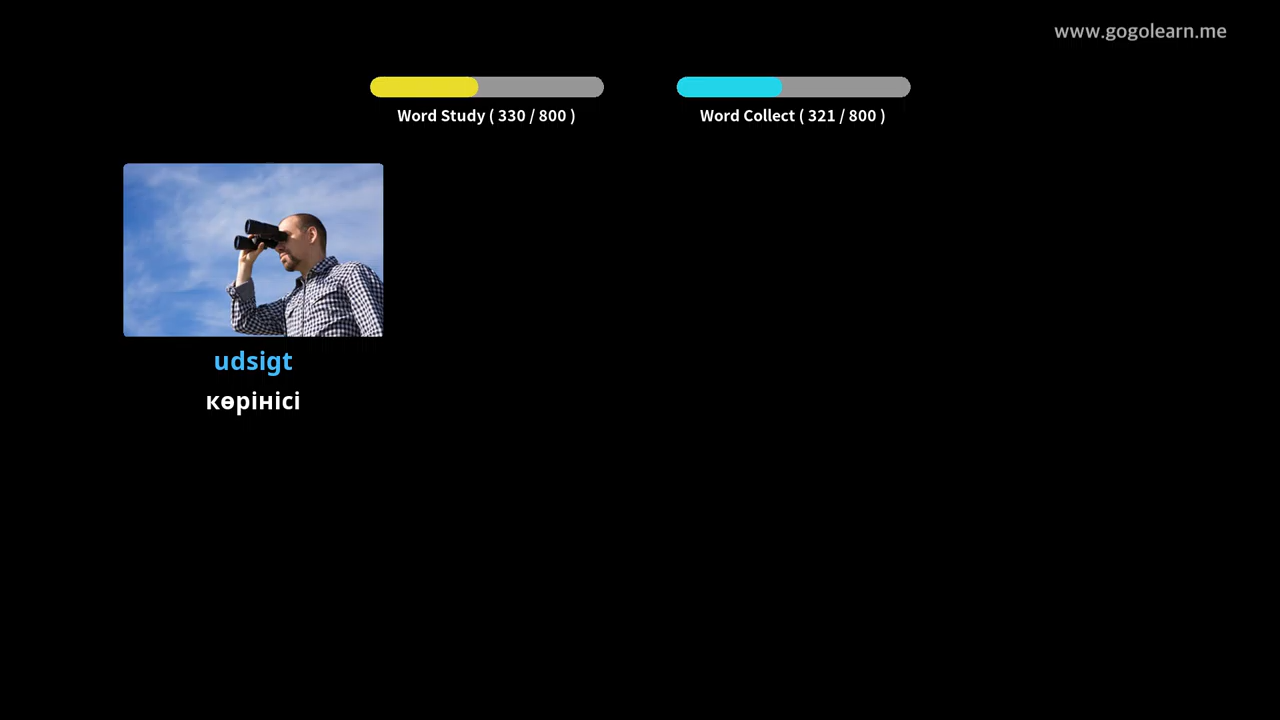 www.gogolearn.me
Word Study ( 330 / 800 )
Word Collect ( 321 / 800 )
udsigt
көрінісі